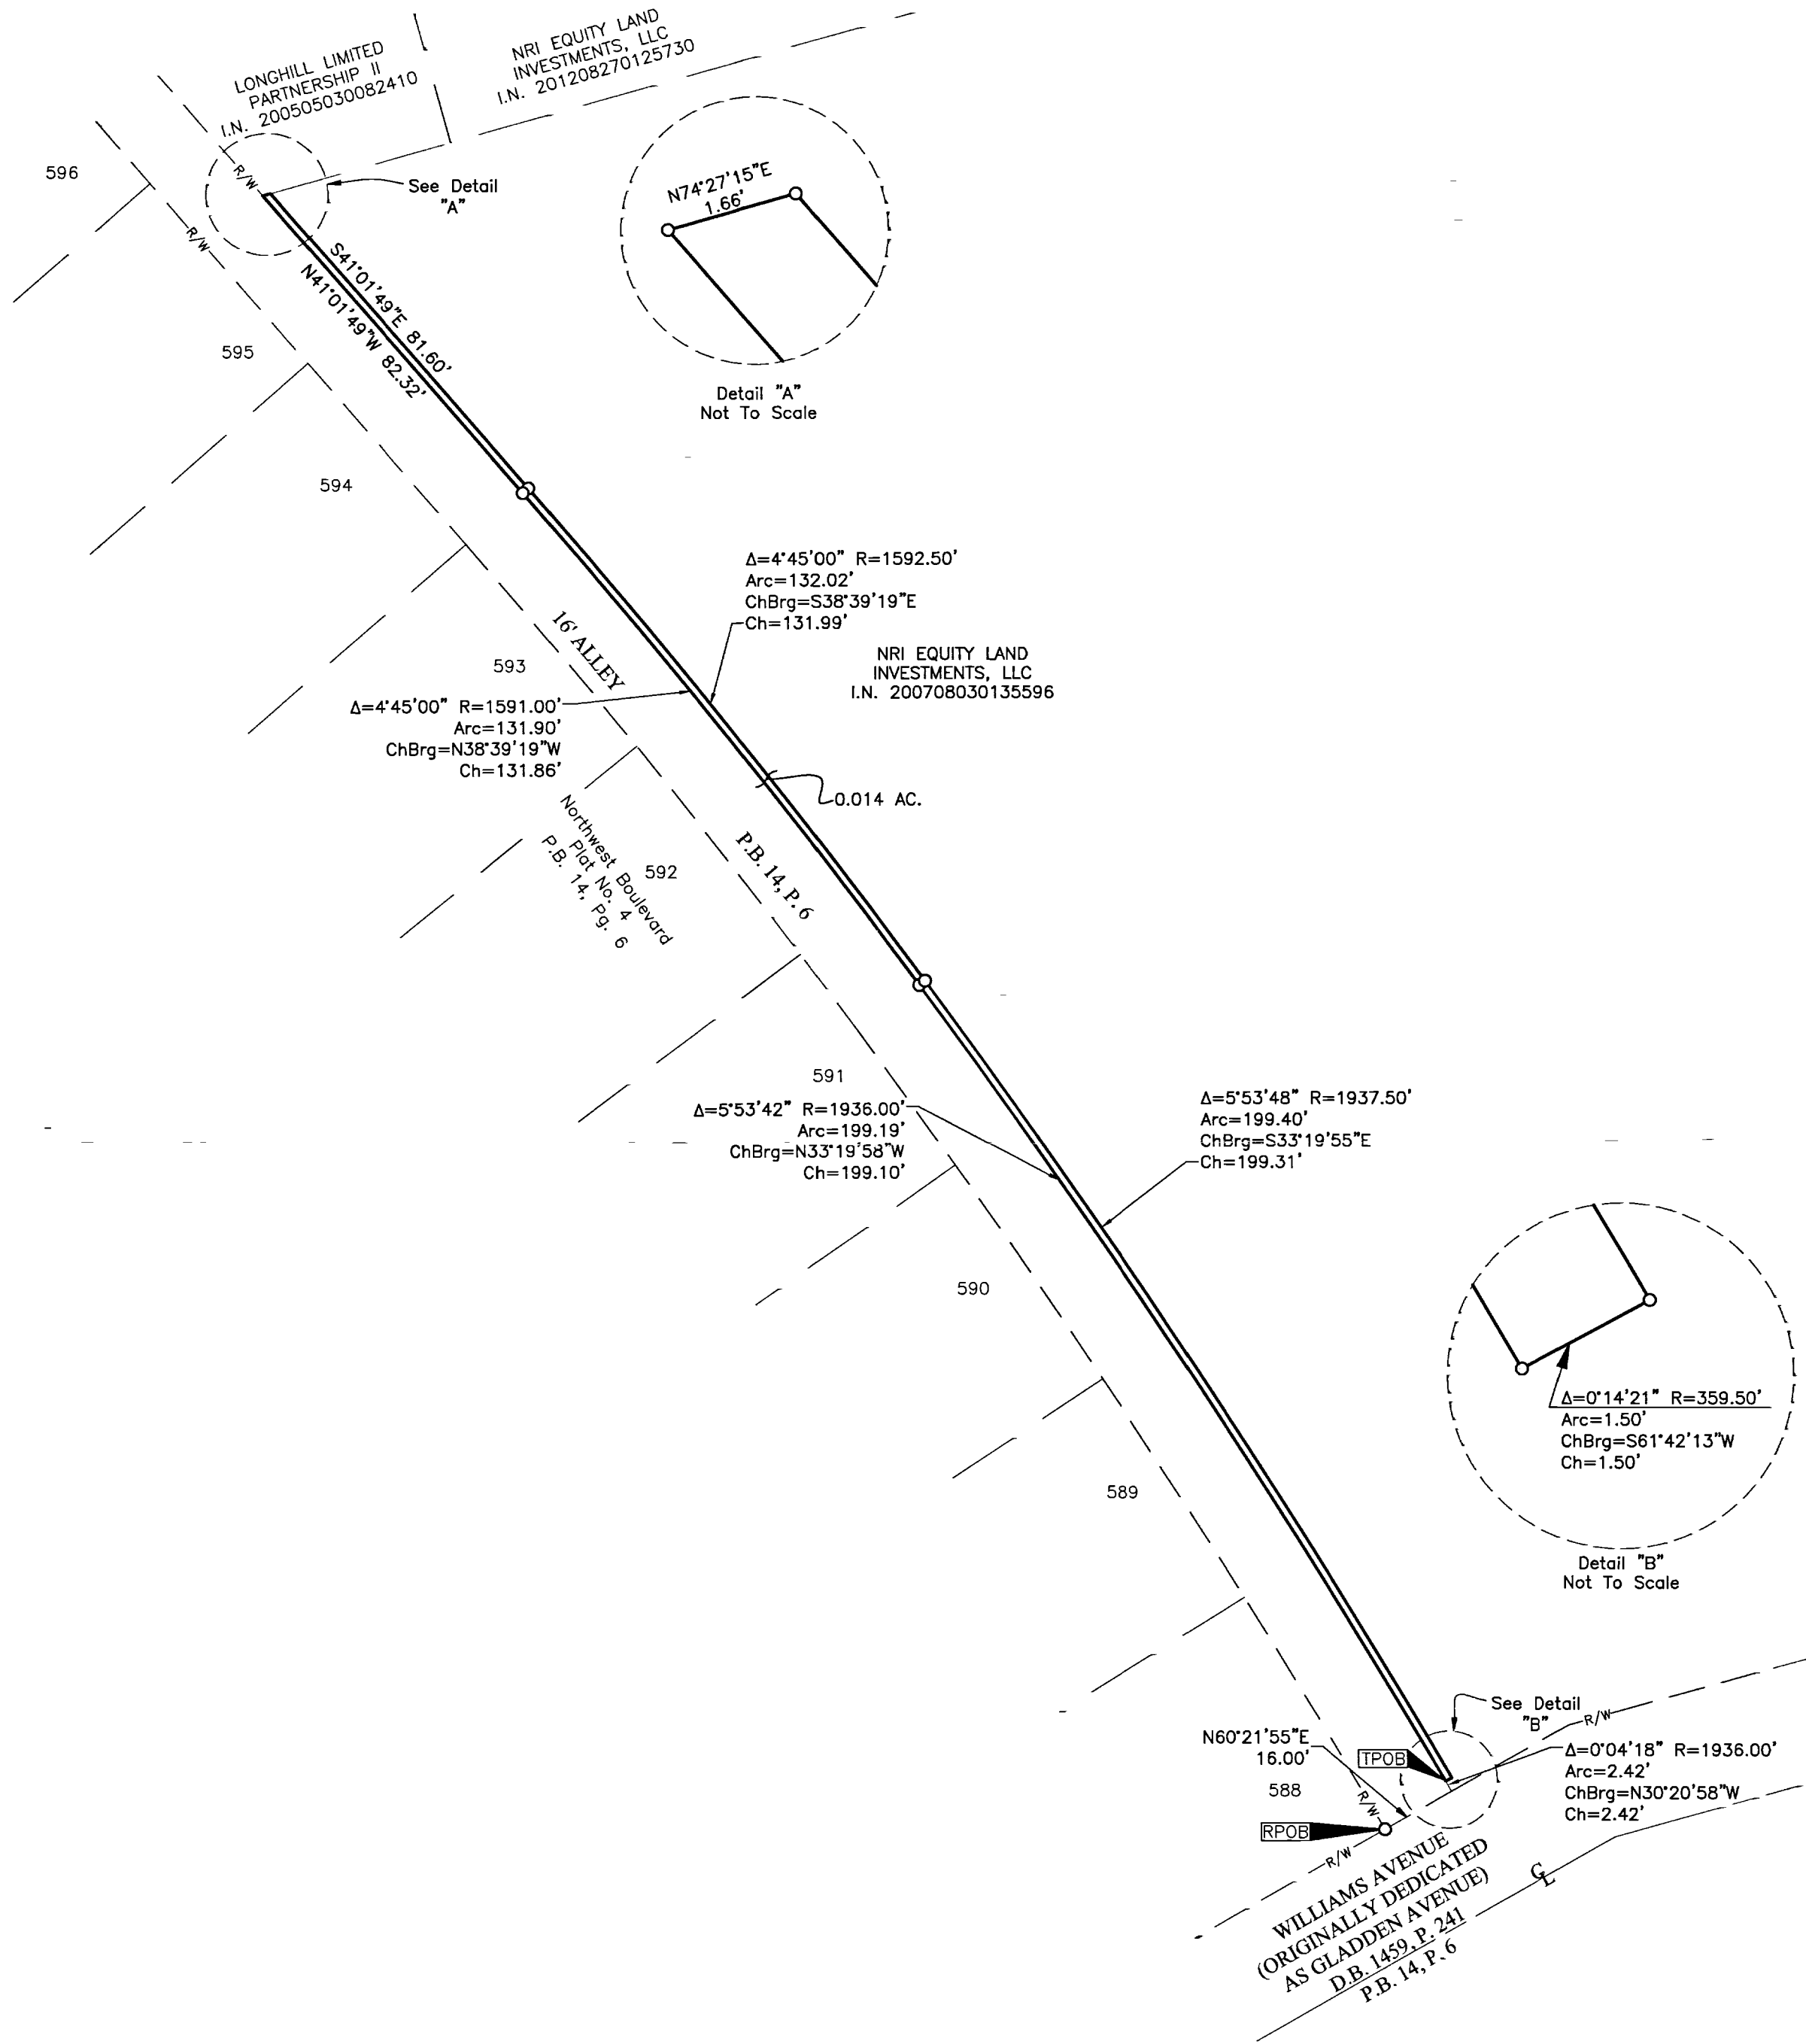 LONGHILL LIMITED
PARTNERSHIP II
I.N. 200505030082410
NRI EQUITY LAND
INVESTMENTS, LLC
I.N. 201208270125730
596
R/W
See Detail
"A"
R/W
N74°27'15"E
1.66'
Detail "A"
Not To Scale
S41°01'49"E 81.60'
N41°01'49"W 82.32'
595
594
Δ=4°45'00" R=1592.50'
Arc=132.02'
ChBrg=S38°39'19"E
Ch=131.99'
16' ALLEY
593
NRI EQUITY LAND
INVESTMENTS, LLC
I.N. 200708030135596
Δ=4°45'00" R=1591.00'
Arc=131.90'
ChBrg=N38°39'19"W
Ch=131.86'
0.014 AC.
Northwest Boulevard
Plat No. 4
P.B. 14, Pg. 6
592
P.B. 14, P. 6
591
Δ=5°53'42" R=1936.00'
Arc=199.19'
ChBrg=N33°19'58"W
Ch=199.10'
Δ=5°53'48" R=1937.50'
Arc=199.40'
ChBrg=S33°19'55"E
Ch=199.31'
590
Δ=0°14'21" R=359.50'
Arc=1.50'
ChBrg=S61°42'13"W
Ch=1.50'
Detail "B"
Not To Scale
589
See Detail
"B"
R/W
N60°21'55"E
16.00'
TPOB
588
R/W
Δ=0°04'18" R=1936.00'
Arc=2.42'
ChBrg=N30°20'58"W
Ch=2.42'
RPOB
R/W
WILLIAMS AVENUE
(ORIGINALLY DEDICATED
AS GLADDEN AVENUE)
D.B. 1459, P. 241
P.B. 14, P. 6
CL